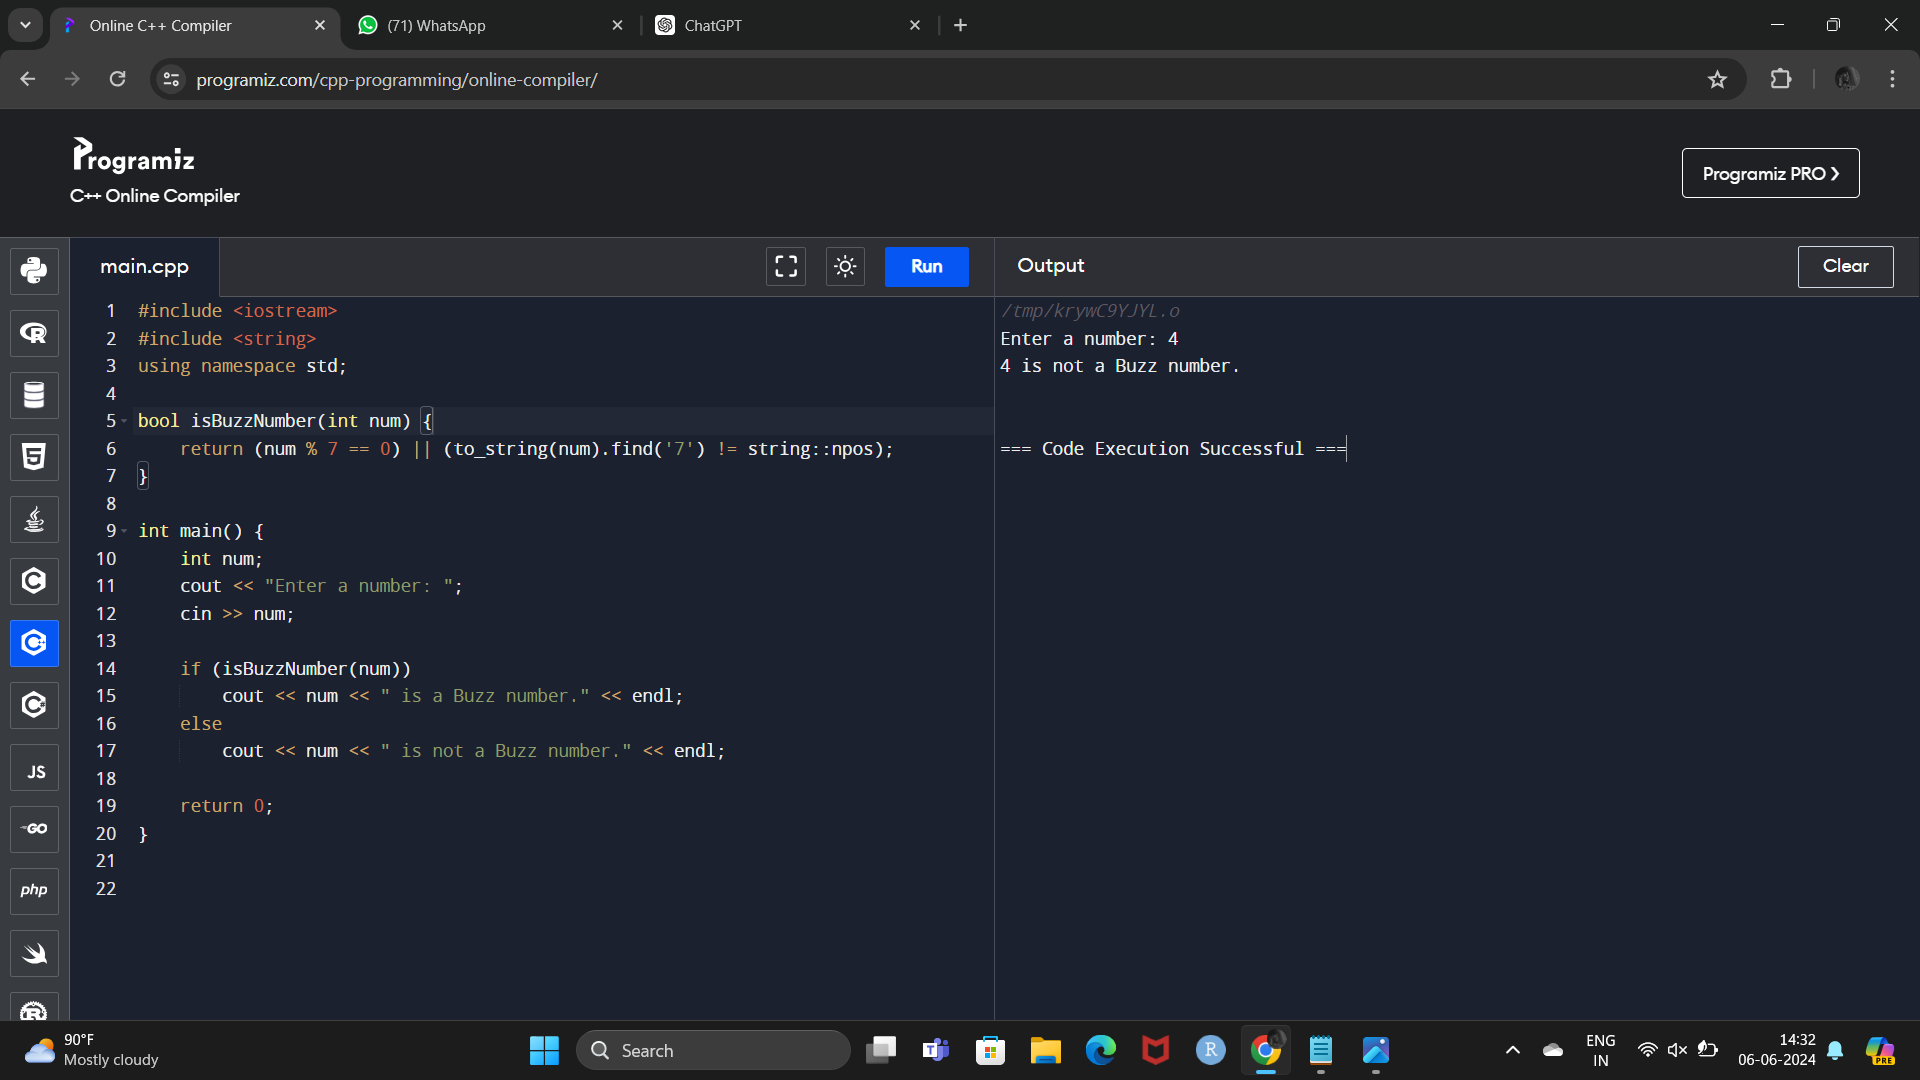 Online C++ Compiler
(71) WhatsApp
ChatGPT
programiz.com/cpp-programming/online-compiler/
Programiz
C++ Online Compiler
Programiz PRO ❯
main.cpp
Run
Output
Clear
1 #include <iostream>
2 #include <string>
3 using namespace std;
4
5 bool isBuzzNumber(int num) {
6     return (num % 7 == 0) || (to_string(num).find('7') != string::npos);
7 }
8
9 int main() {
10     int num;
11     cout << "Enter a number: ";
12     cin >> num;
13
14     if (isBuzzNumber(num))
15         cout << num << " is a Buzz number." << endl;
16     else
17         cout << num << " is not a Buzz number." << endl;
18
19     return 0;
20 }
21
22
/tmp/krywC9YJYL.o
Enter a number: 4
4 is not a Buzz number.
=== Code Execution Successful ===
R
5
C
C++
C
JS
GO
php
R
90°F
Mostly cloudy
Search
T
R
ENG
IN
14:32
06-06-2024
PRE